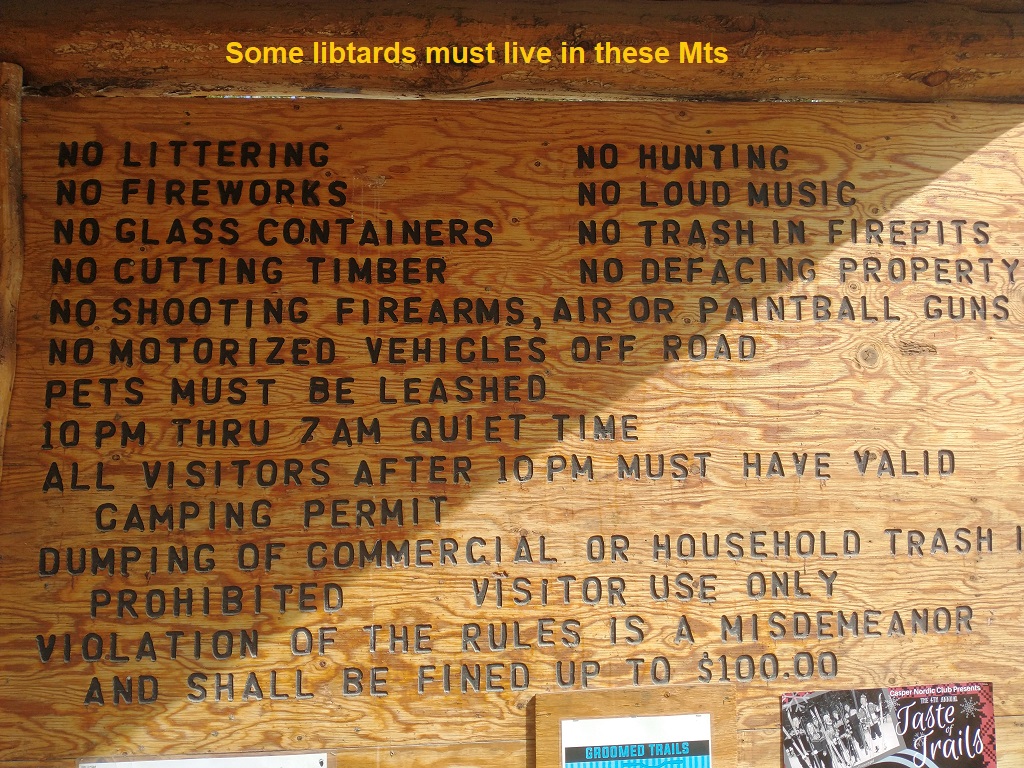 Some libtards must live in these Mts
NO LITTERING
NO FIREWORKS
NO GLASS CONTAINERS
NO CUTTING TIMBER
NO HUNTING
NO LOUD MUSIC
NO TRASH IN FIREPITS
NO DEFACING PROPERTY
NO SHOOTING FIREARMS, AIR OR PAINTBALL GUNS
NO MOTORIZED VEHICLES OFF ROAD
PETS MUST BE LEASHED
10 PM THRU 7 AM QUIET TIME
ALL VISITORS AFTER 10 PM MUST HAVE VALID
CAMPING PERMIT
DUMPING OF COMMERCIAL OR HOUSEHOLD TRASH I
PROHIBITED VISITOR USE ONLY
VIOLATION OF THE RULES IS A MISDEMEANOR
AND SHALL BE FINED UP TO $100.00
GROOMED TRAILS
Casper Nordic Club Presents
THE 4TH ANNUAL
Taste
of
Trails